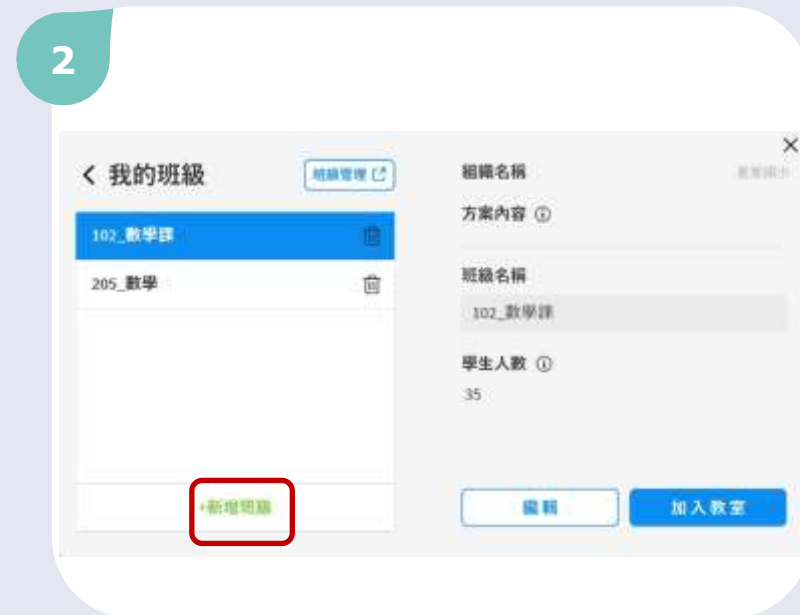 2
我的班級
班級管理
102_數學課
205_數學
+新增班級
組織名稱
方案內容
班級名稱
102_數學課
學生人數
35
編輯
加入教室